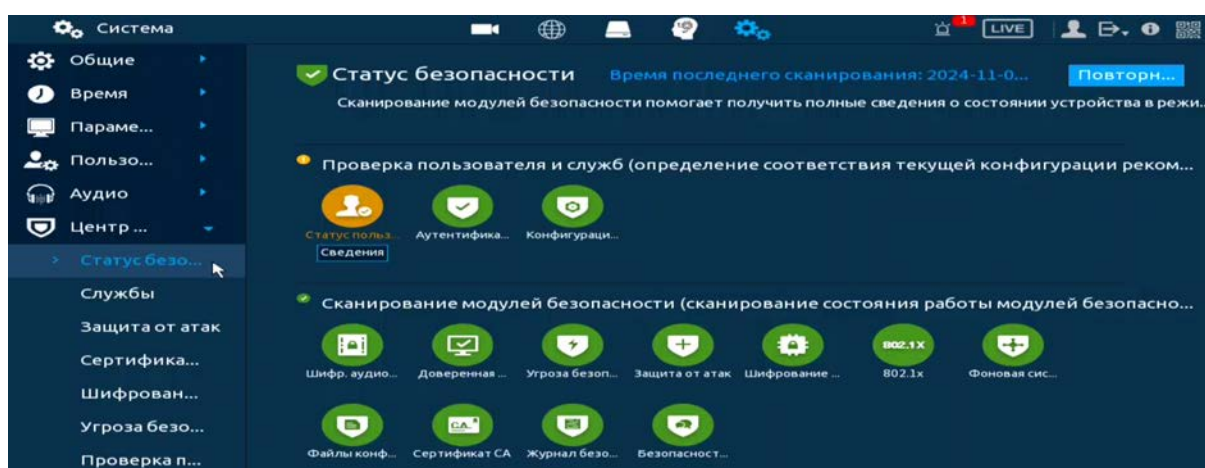 Система
1
LIVE
Общие
Время
Параме...
Пользо...
Аудио
Центр ...
Статус безо...
Службы
Защита от атак
Сертифика...
Шифрован...
Угроза безо...
Проверка п...
Статус безопасности Время последнего сканирования: 2024-11-0... Повторн...
Сканирование модулей безопасности помогает получить полные сведения о состоянии устройства в режи..
Проверка пользователя и служб (определение соответствия текущей конфигурации реком...
Статус польз... Аутентифика... Конфигураци...
Сведения
Сканирование модулей безопасности (сканирование состояния работы модулей безопасно...
802.1X
Шифр. аудио... Доверенная ... Угроза безоп... Защита от атак Шифрование ... 802.1x Фоновая сис...
CA
Файлы конф... Сертификат CA Журнал безо... Безопасност...